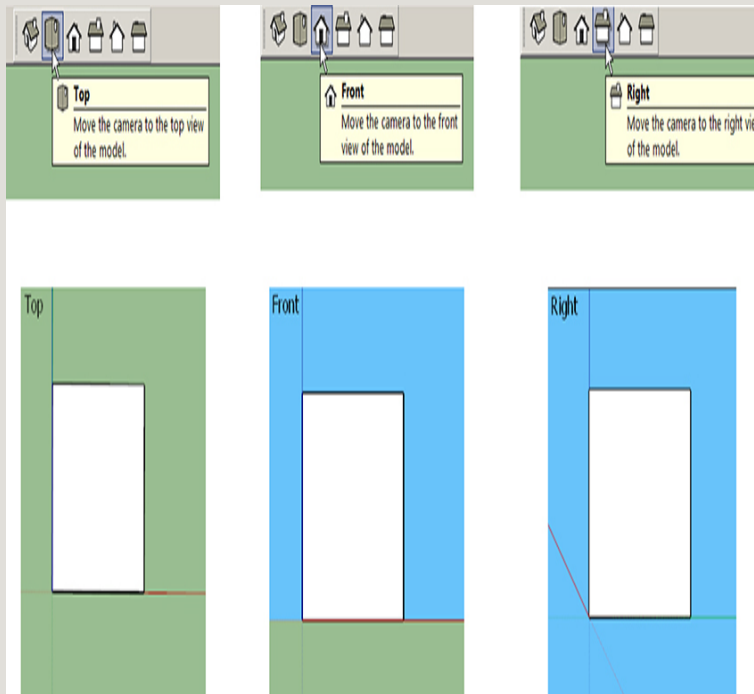 Top
Move the camera to the top view
of the model.
Front
Move the camera to the front
view of the model.
Right
Move the camera to the right vie
of the model.
Top
Front
Right